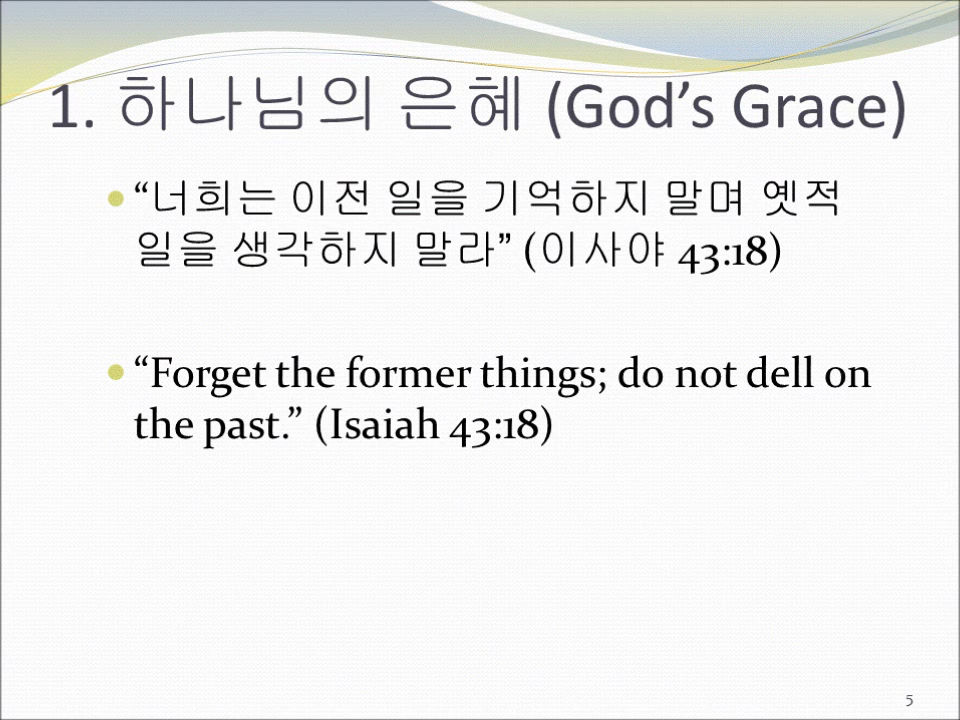 1. 하나님의 은혜 (God’s Grace)
“너희는 이전 일을 기억하지 말며 옛적
일을 생각하지 말라” (이사야 43:18)
“Forget the former things; do not dell on
the past.” (Isaiah 43:18)
5